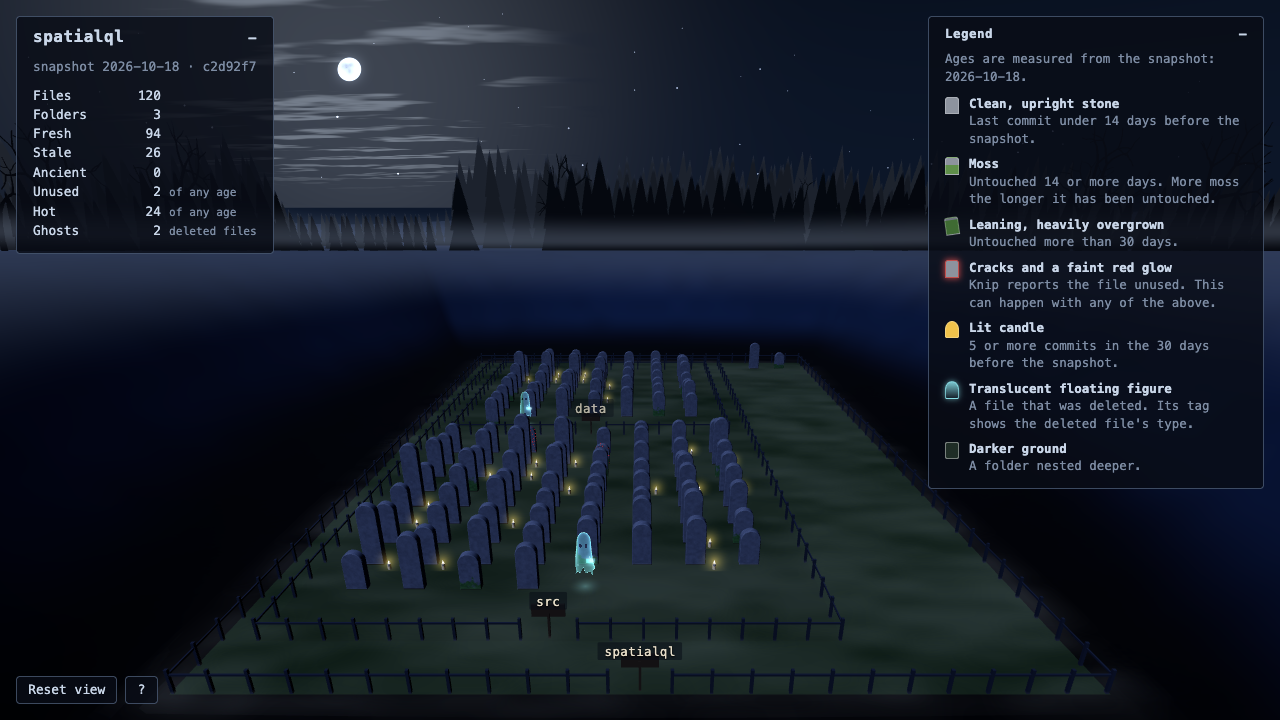 spatialql
–
snapshot 2026-10-18 · c2d92f7
Files 120
Folders 3
Fresh 94
Stale 26
Ancient 0
Unused 2 of any age
Hot 24 of any age
Ghosts 2 deleted files
Legend
–
Ages are measured from the snapshot:
2026-10-18.
Clean, upright stone
Last commit under 14 days before the
snapshot.
Moss
Untouched 14 or more days. More moss
the longer it has been untouched.
Leaning, heavily overgrown
Untouched more than 30 days.
Cracks and a faint red glow
Knip reports the file unused. This
can happen with any of the above.
Lit candle
5 or more commits in the 30 days
before the snapshot.
Translucent floating figure
A file that was deleted. Its tag
shows the deleted file's type.
Darker ground
A folder nested deeper.
data
src
spatialql
Reset view
?